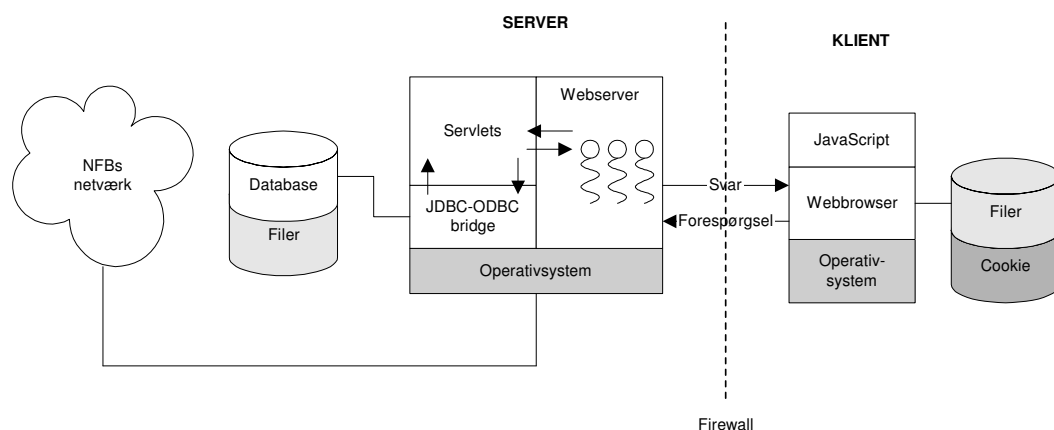 SERVER
KLIENT
Webserver
Servlets
JavaScript
NFBs
netværk
Database
JDBC-ODBC
bridge
Svar
Forespørgsel
Webbrowser
Filer
Filer
Operativsystem
Operativ-
system
Cookie
Firewall